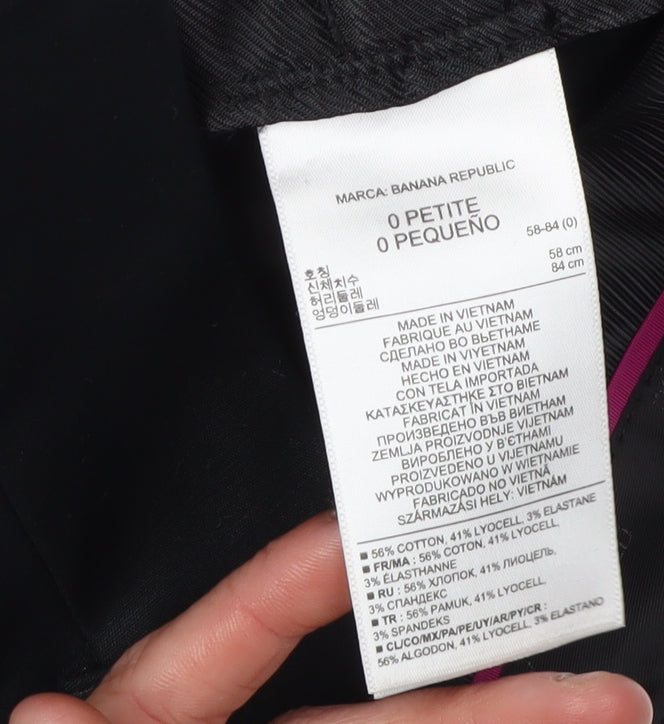 MARCA: BANANA REPUBLIC
0 PETITE
0 PEQUEÑO
호칭 58-84 (0)
신체치수
허리둘레 58 cm
엉덩이둘레 84 cm
MADE IN VIETNAM
FABRIQUE AU VIETNAM
СДЕЛАНО ВО ВЬЕТНАМЕ
MADE IN VIYETNAM
HECHO EN VIETNAM
CON TELA IMPORTADA
ΚΑΤΑΣΚΕΥΑΣΤΗΚΕ ΣΤΟ ΒΙΕΤΝΑΜ
FABRICAT ÎN VIETNAM
ПРОИЗВЕДЕНО ВЪВ ВИЕТНАМ
ZEMLJA PROIZVODNJE VIJETNAM
ВИРОБЛЕНО У В'ЄТНАМІ
PROIZVEDENO U VIJETNAMU
WYPRODUKOWANO W WIETNAMIE
FABRICADO NO VIETNÃ
SZÁRMAZÁSI HELY: VIETNÁM
■ 56% COTTON, 41% LYOCELL, 3% ELASTANE
■ FR/MA : 56% COTON, 41% LYOCELL,
3% ÉLASTHANNE
■ RU : 56% ХЛОПОК, 41% ЛИОЦЕЛЬ,
3% СПАНДЕКС
■ TR : 56% PAMUK, 41% LYOCELL,
3% SPANDEKS
■ CL/CO/MX/PA/PE/UY/AR/PY/CR :
56% ALGODÓN, 41% LYOCELL, 3% ELASTANO